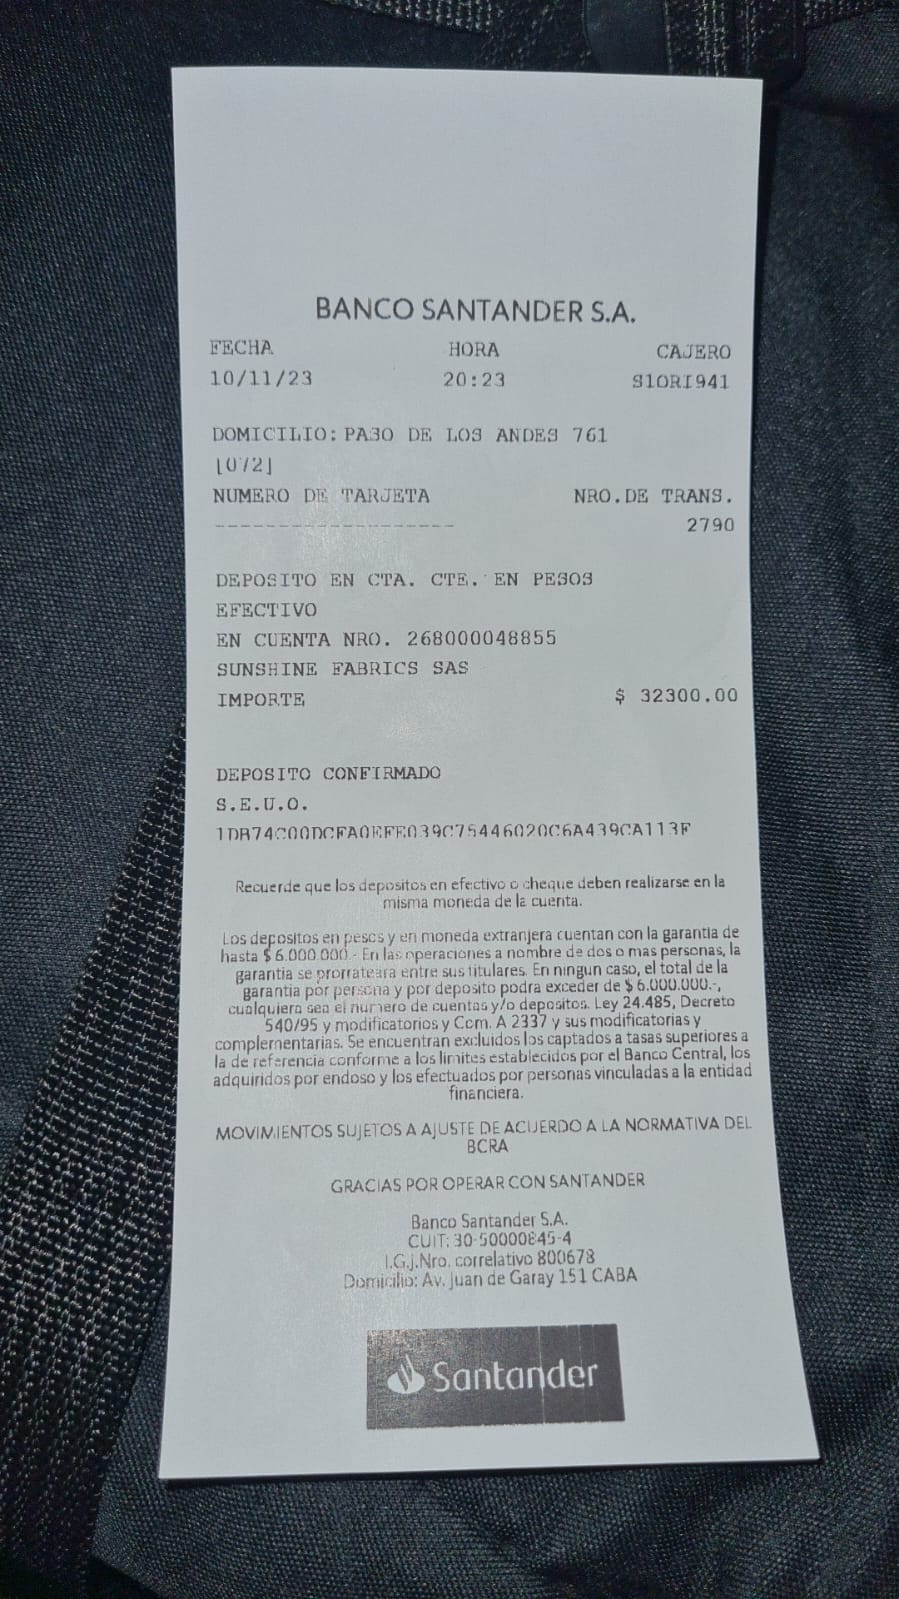 BANCO SANTANDER S.A.
FECHA HORA CAJERO
10/11/23 20:23 S1ORI941
DOMICILIO: PASO DE LOS ANDES 761
[072]
NUMERO DE TARJETA NRO.DE TRANS.
-------------------- 2790
DEPOSITO EN CTA. CTE. EN PESOS
EFECTIVO
EN CUENTA NRO. 268000048855
SUNSHINE FABRICS SAS
IMPORTE $ 32300.00
DEPOSITO CONFIRMADO
S.E.U.O.
Recuerde que los depositos en efectivo o cheque deben realizarse en la
misma moneda de la cuenta.
Los depositos en pesos y en moneda extranjera cuentan con la garantia de
hasta $ 6.000.000.- En las operaciones a nombre de dos o mas personas, la
garantia se prorrateara entre sus titulares. En ningun caso, el total de la
garantia por persona y por deposito podra exceder de $ 6.000.000.-,
cualquiera sea el numero de cuentas y/o depositos. Ley 24.485, Decreto
540/95 y modificatorios y Com. A 2337 y sus modificatorias y
complementarias. Se encuentran excluidos los captados a tasas superiores a
la de referencia conforme a los limites establecidos por el Banco Central, los
adquiridos por endoso y los efectuados por personas vinculadas a la entidad
financiera.
MOVIMIENTOS SUJETOS A AJUSTE DE ACUERDO A LA NORMATIVA DEL
BCRA
GRACIAS POR OPERAR CON SANTANDER
Banco Santander S.A.
CUIT: 30-50000845-4
I.G.J.Nro. correlativo 800678
Domicilio: Av. Juan de Garay 151 CABA
Santander